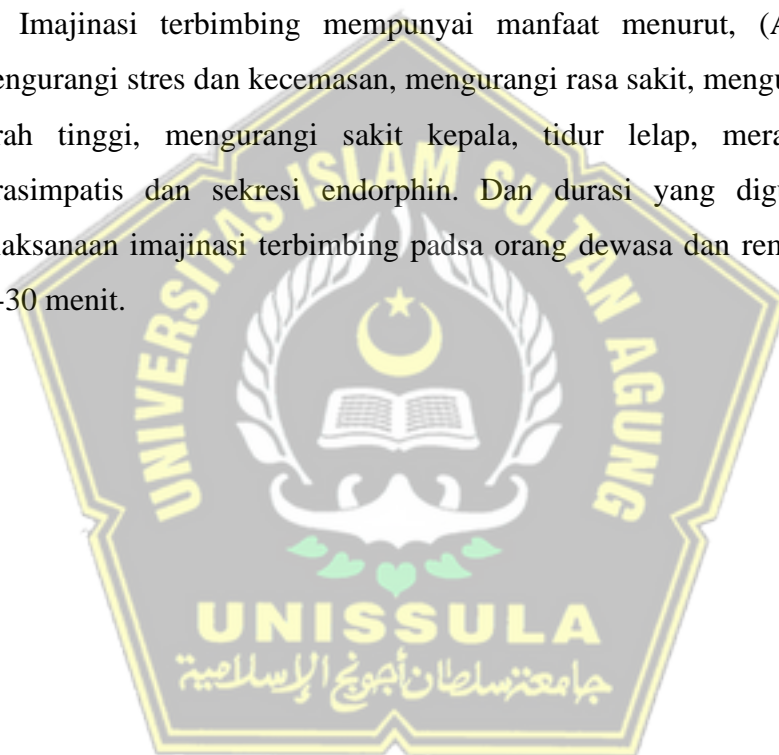 Imajinasi terbimbing mempunyai manfaat menurut, (A
engurangi stres dan kecemasan, mengurangi rasa sakit, mengu
rah tinggi, mengurangi sakit kepala, tidur lelap, mera
rasimpatis dan sekresi endorphin. Dan durasi yang dig
laksanaan imajinasi terbimbing padsa orang dewasa dan ren
-30 menit.
UNIVERSITAS ISLAM SULTAN AGUNG
UNISSULA
جامعة سلطان أجونج الإسلامية